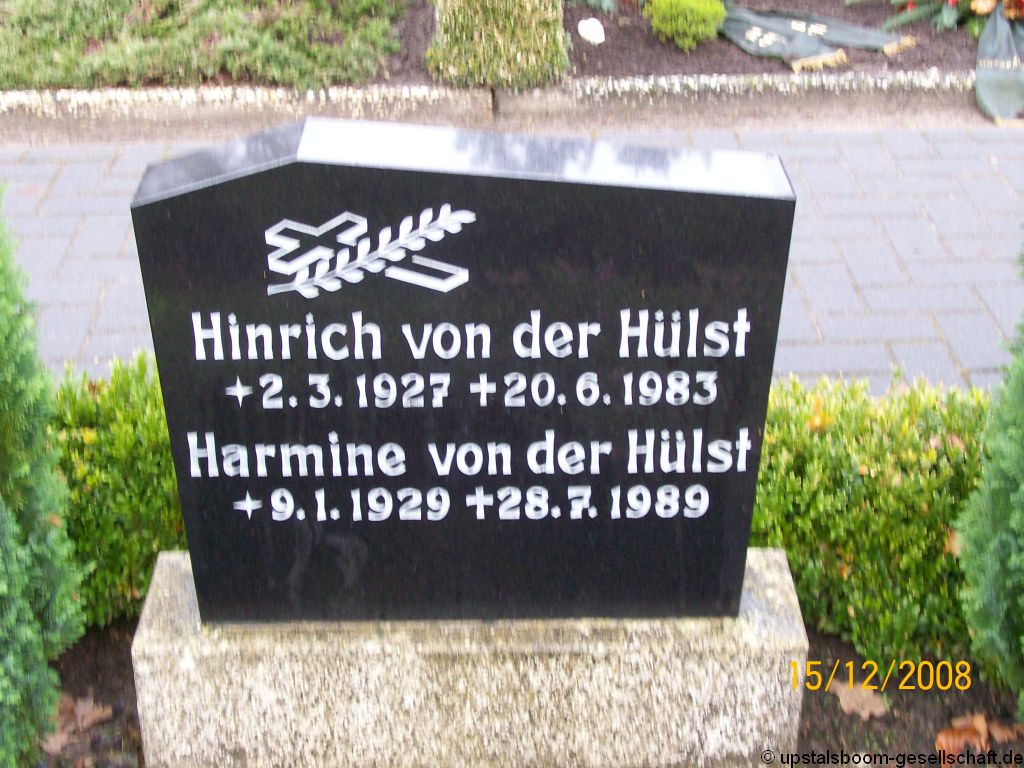 Hinrich von der Hülst
2.3.1927 20.6.1983
Harmine von der Hülst
9.1.1929 28.7.1989
15/12/2008
© upstalsboom-gesellschaft.de